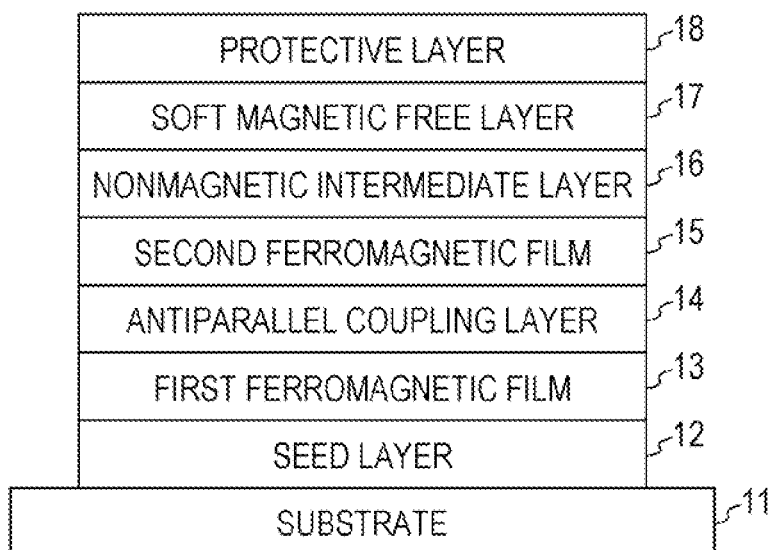 PROTECTIVE LAYER 18
SOFT MAGNETIC FREE LAYER 17
NONMAGNETIC INTERMEDIATE LAYER 16
SECOND FERROMAGNETIC FILM 15
ANTIPARALLEL COUPLING LAYER 14
FIRST FERROMAGNETIC FILM 13
SEED LAYER 12
SUBSTRATE 11